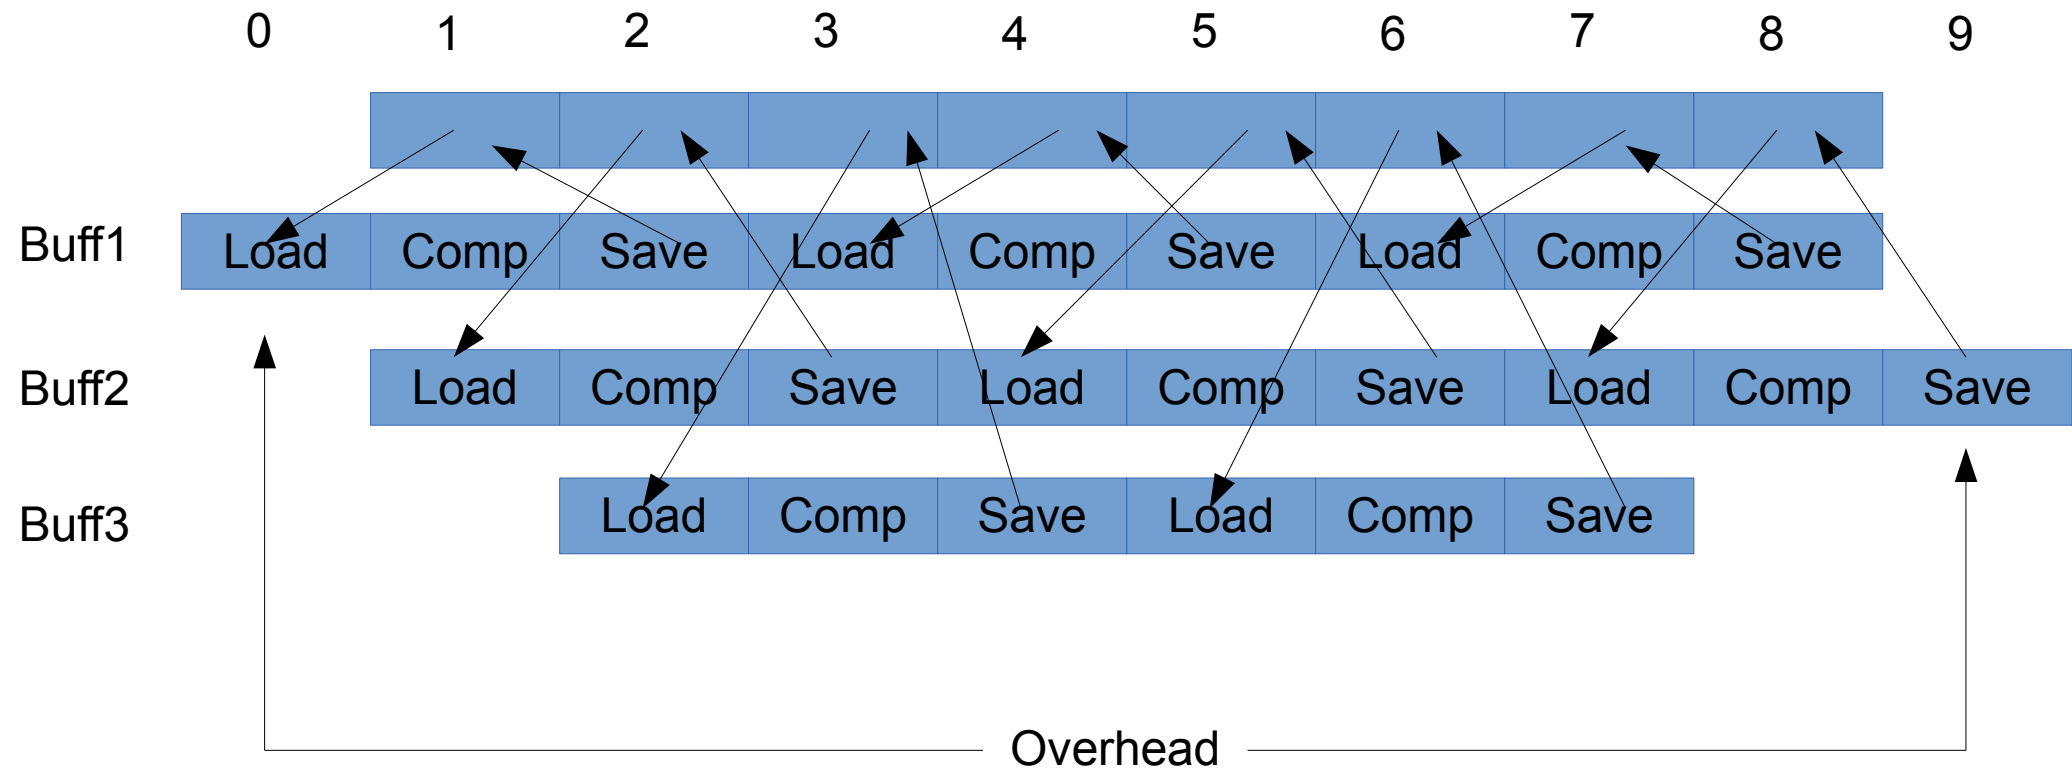 0 1 2 3 4 5 6 7 8 9
Buff1 Load Comp Save Load Comp Save Load Comp Save
Buff2 Load Comp Save Load Comp Save Load Comp Save
Buff3 Load Comp Save Load Comp Save
Overhead